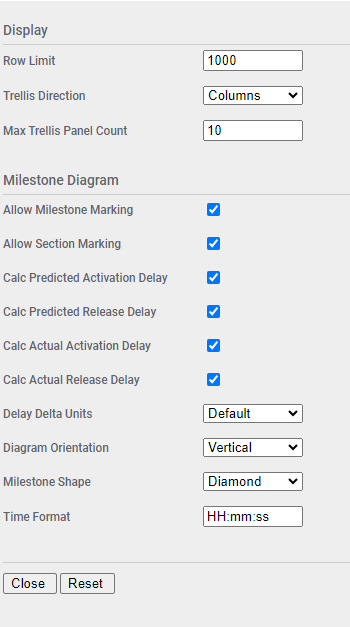 Display
Row Limit 1000
Trellis Direction Columns
Max Trellis Panel Count 10
Milestone Diagram
Allow Milestone Marking
Allow Section Marking
Calc Predicted Activation Delay
Calc Predicted Release Delay
Calc Actual Activation Delay
Calc Actual Release Delay
Delay Delta Units Default
Diagram Orientation Vertical
Milestone Shape Diamond
Time Format HH:mm:ss
Close Reset